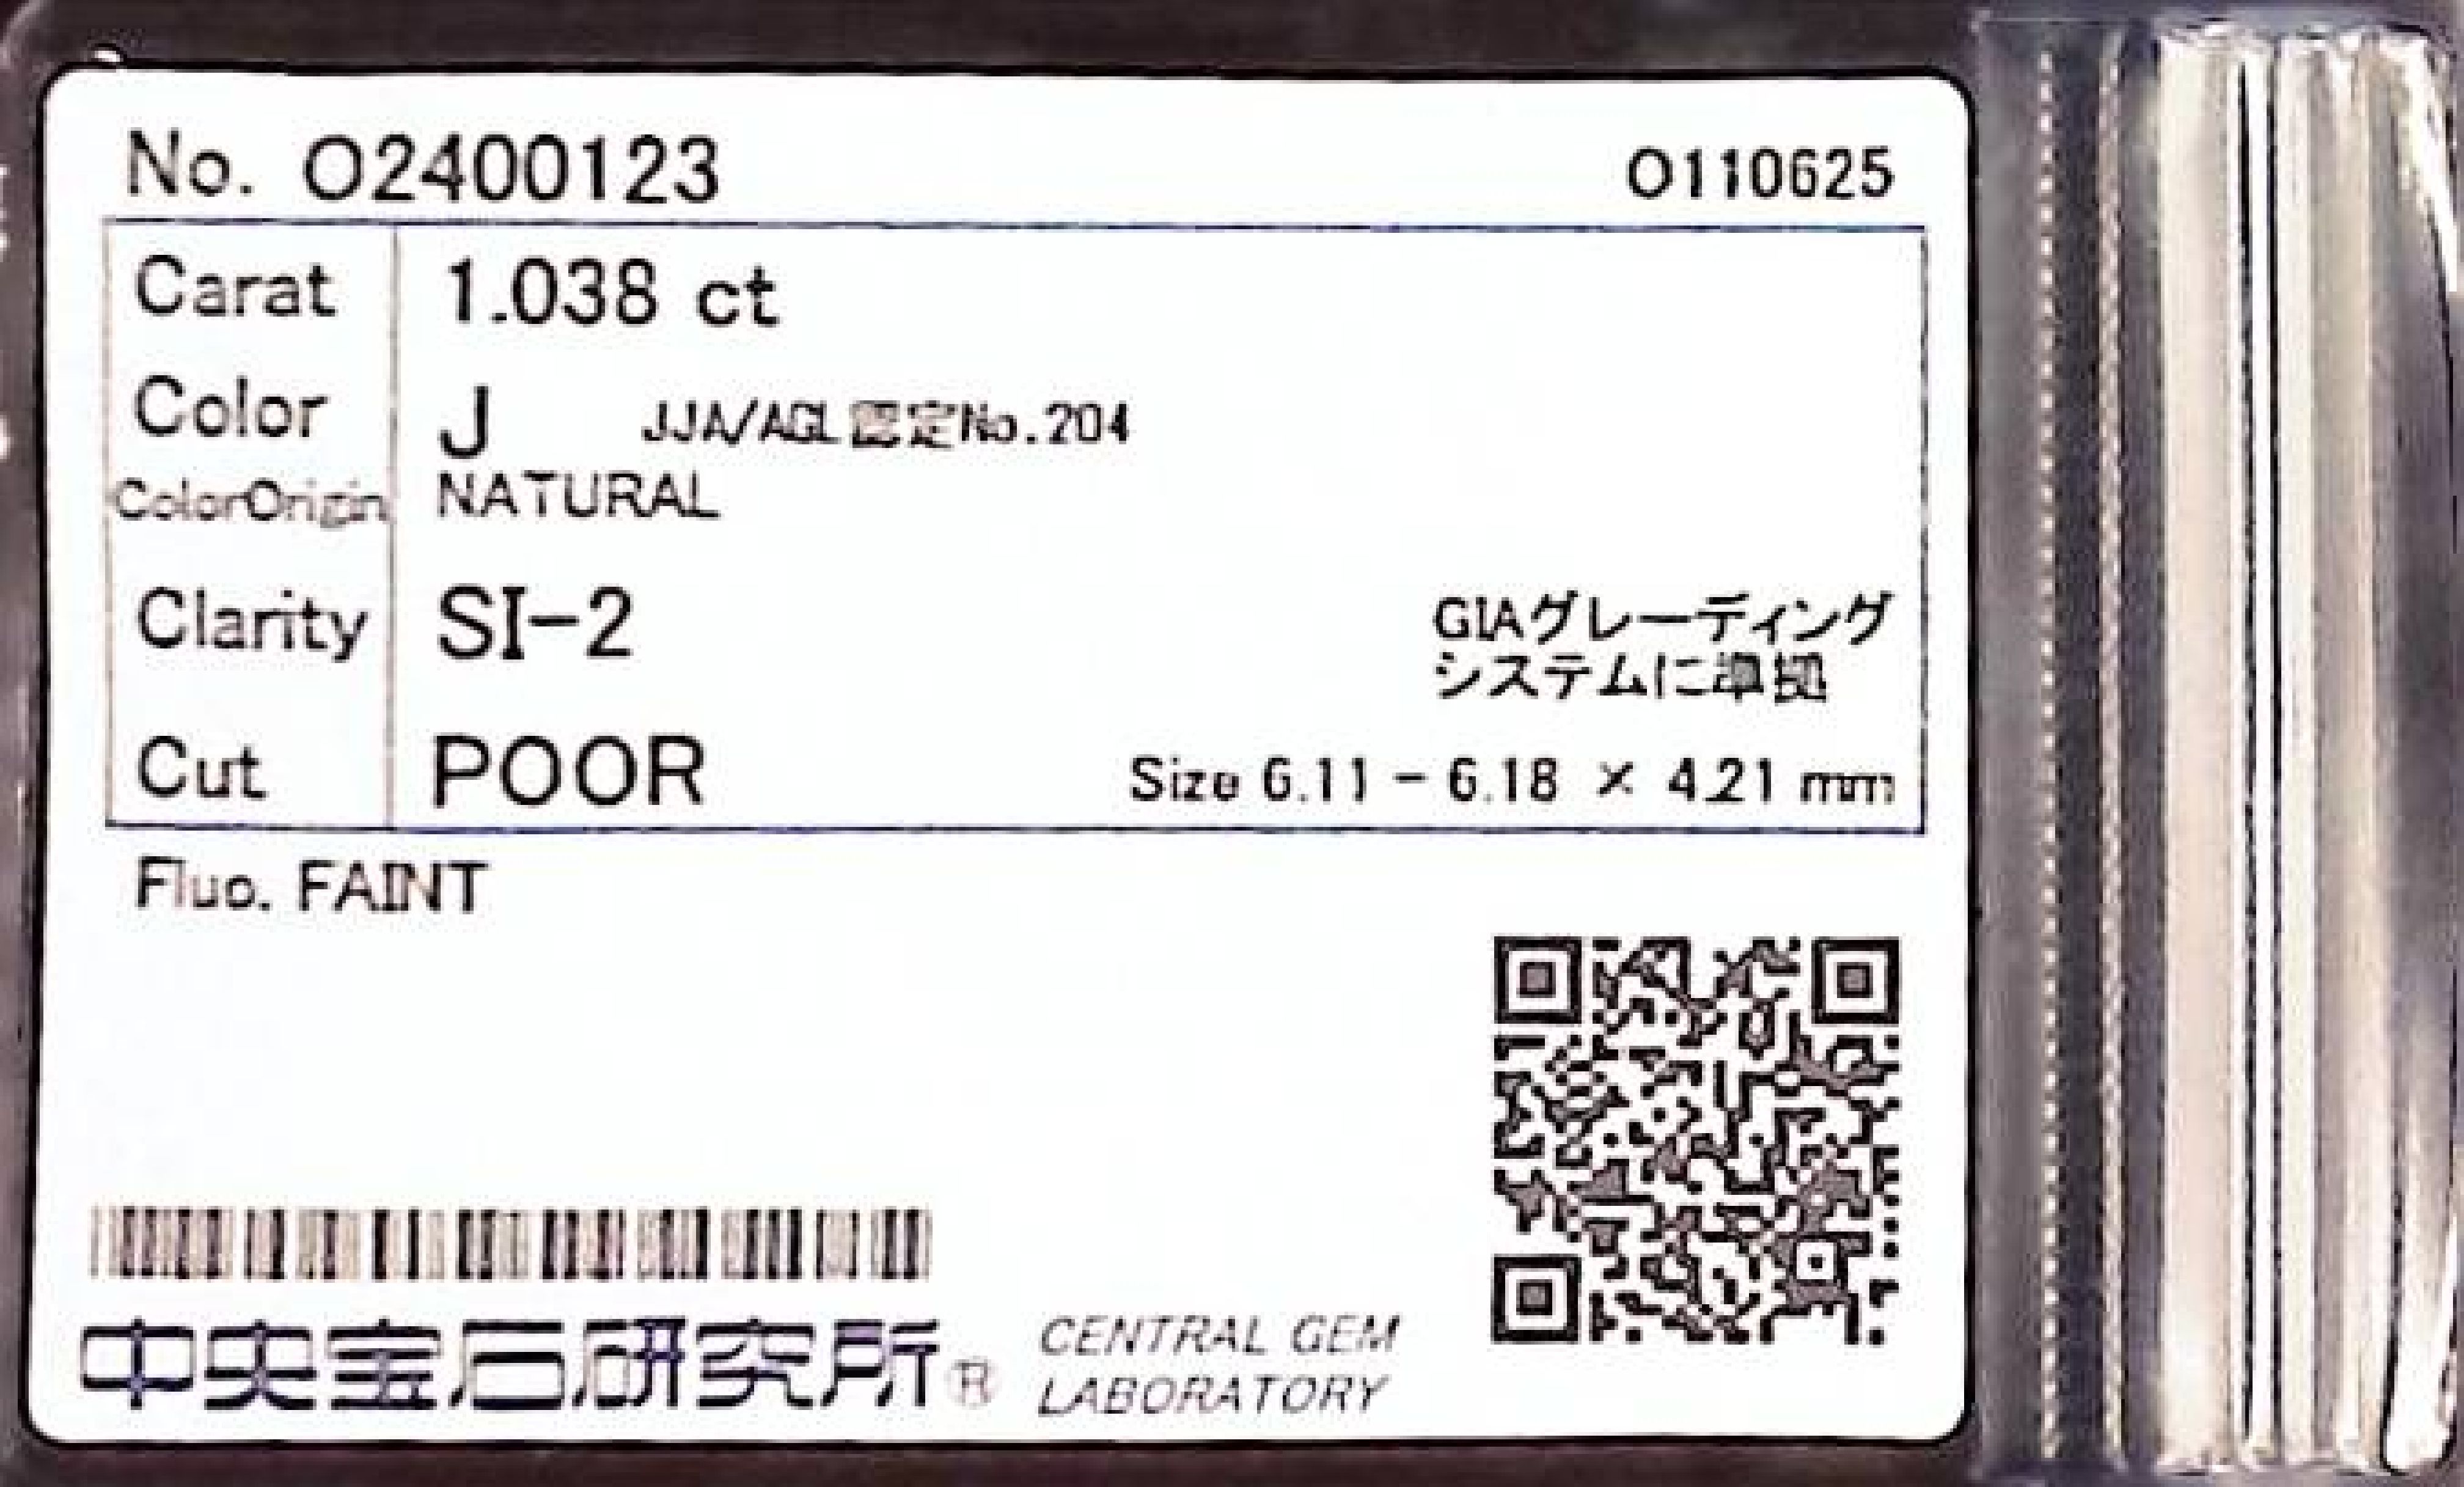 No. O2400123 O110625
Carat 1.038 ct
Color J JJA/AGL認定No.204
ColorOrigin NATURAL
Clarity SI-2
GIAグレーディング
システムに準拠
Cut POOR Size 6.11 - 6.18 × 4.21 mm
Fluo. FAINT
中央宝石研究所® CENTRAL GEM
LABORATORY